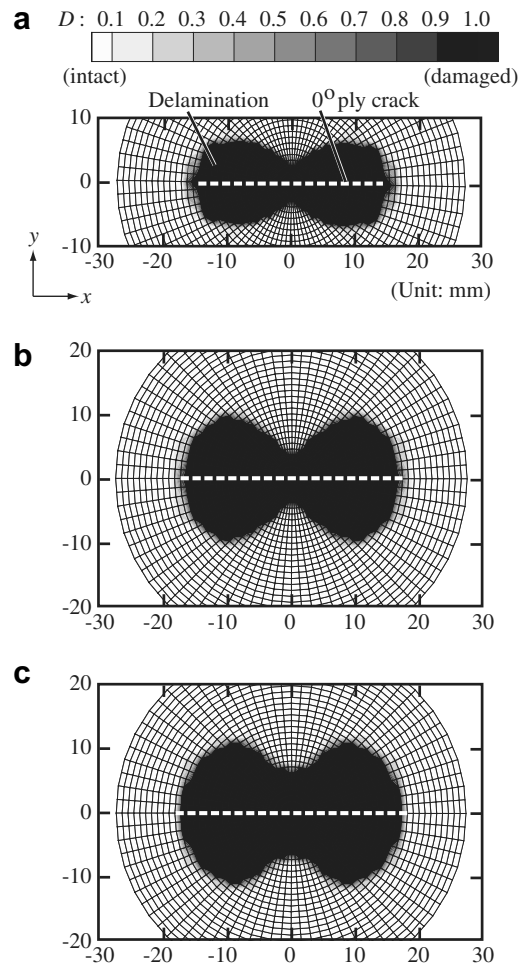 a
D : 0.1 0.2 0.3 0.4 0.5 0.6 0.7 0.8 0.9 1.0
(intact) (damaged)
Delamination 0° ply crack
10
0
-10
-30 -20 -10 0 10 20 30
y
x
(Unit: mm)
b
20
10
0
-10
-20
-30 -20 -10 0 10 20 30
c
20
10
0
-10
-20
-30 -20 -10 0 10 20 30